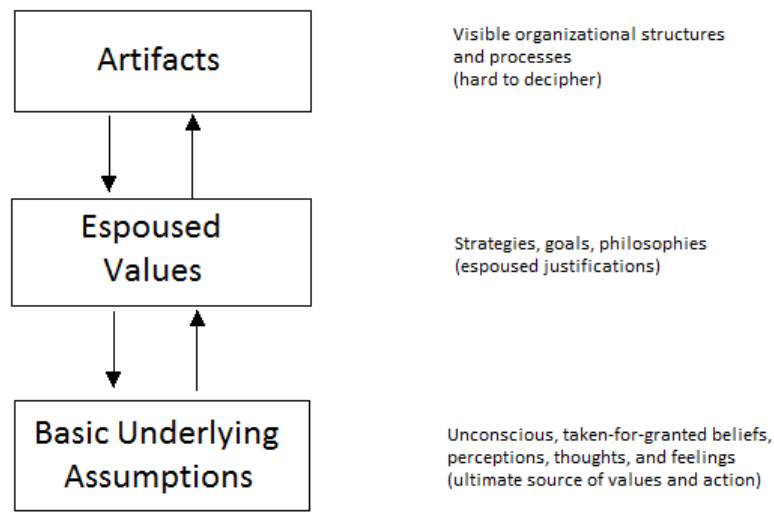 Artifacts
Visible organizational structures
and processes
(hard to decipher)
Espoused
Values
Strategies, goals, philosophies
(espoused justifications)
Basic Underlying
Assumptions
Unconscious, taken-for-granted beliefs,
perceptions, thoughts, and feelings
(ultimate source of values and action)